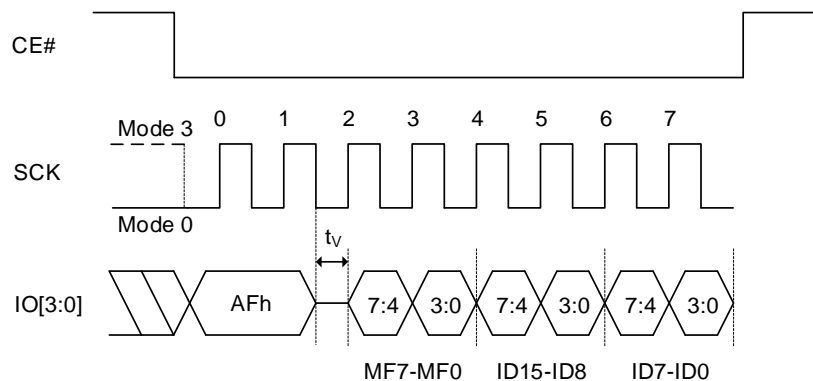 CE#
0 1 2 3 4 5 6 7
Mode 3
SCK
Mode 0
tV
IO[3:0] AFh 7:4 3:0 7:4 3:0 7:4 3:0
MF7-MF0 ID15-ID8 ID7-ID0